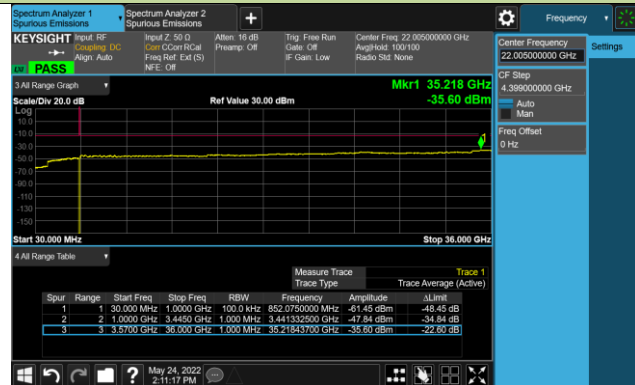 Spectrum Analyzer 1
Spurious Emissions
Spectrum Analyzer 2
Spurious Emissions
Frequency
KEYSIGHT
Input: RF
Coupling: DC
Align: Auto
Input Z: 50 Ω
Corr CCorr RCal
Freq Ref: Ext (S)
NFE: Off
Atten: 16 dB
Preamp: Off
Trig: Free Run
Gate: Off
IF Gain: Low
Center Freq: 22.005000000 GHz
Avg|Hold: 100/100
Radio Std: None
PASS
Center Frequency
22.005000000 GHz
Settings
CF Step
4.399000000 GHz
Auto
Man
Freq Offset
0 Hz
3 All Range Graph
Mkr1 35.218 GHz
Scale/Div 20.0 dB
Ref Value 30.00 dBm
-35.60 dBm
Log
10.0
-10.0
-30.0
-50.0
-70.0
-90.0
-110
-130
-150
1
Start 30.000 MHz
Stop 36.000 GHz
4 All Range Table
Measure Trace Trace 1
Trace Type Trace Average (Active)
Spur Range Start Freq Stop Freq RBW Frequency Amplitude ΔLimit
1 1 30.000 MHz 1.0000 GHz 100.0 kHz 852.0750000 MHz -61.45 dBm -48.45 dB
2 2 1.0000 GHz 3.4450 GHz 1.000 MHz 3.441332500 GHz -47.84 dBm -34.84 dB
3 3 3.5700 GHz 36.000 GHz 1.000 MHz 35.21843700 GHz -35.60 dBm -22.60 dB
May 24, 2022
2:11:17 PM